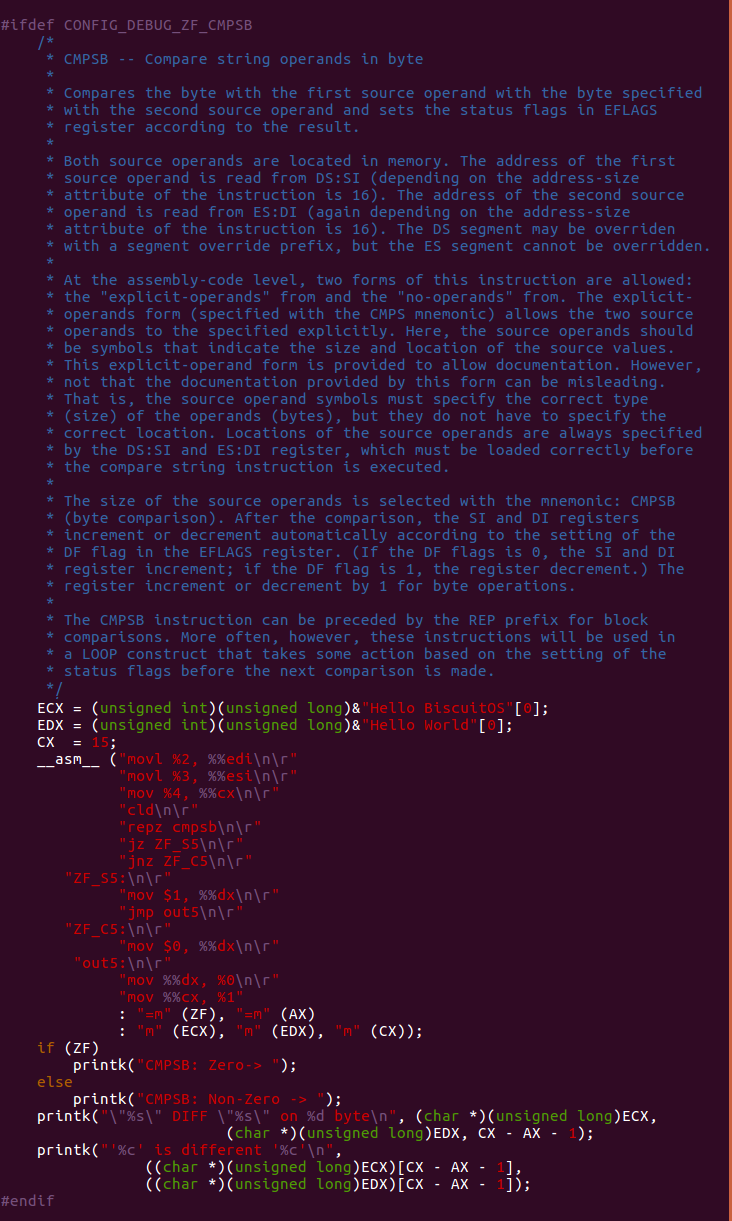 #ifdef CONFIG_DEBUG_ZF_CMPSB
    /*
     * CMPSB -- Compare string operands in byte
     *
     * Compares the byte with the first source operand with the byte specified
     * with the second source operand and sets the status flags in EFLAGS
     * register according to the result.
     *
     * Both source operands are located in memory. The address of the first
     * source operand is read from DS:SI (depending on the address-size
     * attribute of the instruction is 16). The address of the second source
     * operand is read from ES:DI (again depending on the address-size
     * attribute of the instruction is 16). The DS segment may be overriden
     * with a segment override prefix, but the ES segment cannot be overridden.
     *
     * At the assembly-code level, two forms of this instruction are allowed:
     * the "explicit-operands" from and the "no-operands" from. The explicit-
     * operands form (specified with the CMPS mnemonic) allows the two source
     * operands to the specified explicitly. Here, the source operands should
     * be symbols that indicate the size and location of the source values.
     * This explicit-operand form is provided to allow documentation. However,
     * not that the documentation provided by this form can be misleading.
     * That is, the source operand symbols must specify the correct type
     * (size) of the operands (bytes), but they do not have to specify the
     * correct location. Locations of the source operands are always specified
     * by the DS:SI and ES:DI register, which must be loaded correctly before
     * the compare string instruction is executed.
     *
     * The size of the source operands is selected with the mnemonic: CMPSB
     * (byte comparison). After the comparison, the SI and DI registers
     * increment or decrement automatically according to the setting of the
     * DF flag in the EFLAGS register. (If the DF flags is 0, the SI and DI
     * register increment; if the DF flag is 1, the register decrement.) The
     * register increment or decrement by 1 for byte operations.
     *
     * The CMPSB instruction can be preceded by the REP prefix for block
     * comparisons. More often, however, these instructions will be used in
     * a LOOP construct that takes some action based on the setting of the
     * status flags before the next comparison is made.
     */
    ECX = (unsigned int)(unsigned long)&"Hello BiscuitOS"[0];
    EDX = (unsigned int)(unsigned long)&"Hello World"[0];
    CX  = 15;
    __asm__ ("movl %2, %%edi\n\r"
             "movl %3, %%esi\n\r"
             "mov %4, %%cx\n\r"
             "cld\n\r"
             "repz cmpsb\n\r"
             "jz ZF_S5\n\r"
             "jnz ZF_C5\n\r"
       "ZF_S5:\n\r"
             "mov $1, %%dx\n\r"
             "jmp out5\n\r"
       "ZF_C5:\n\r"
             "mov $0, %%dx\n\r"
        "out5:\n\r"
             "mov %%dx, %0\n\r"
             "mov %%cx, %1"
             : "=m" (ZF), "=m" (AX)
             : "m" (ECX), "m" (EDX), "m" (CX));
    if (ZF)
        printk("CMPSB: Zero-> ");
    else
        printk("CMPSB: Non-Zero -> ");
    printk("\"%s\" DIFF \"%s\" on %d byte\n", (char *)(unsigned long)ECX,
                         (char *)(unsigned long)EDX, CX - AX - 1);
    printk("'%c' is different '%c'\n",
                ((char *)(unsigned long)ECX)[CX - AX - 1],
                ((char *)(unsigned long)EDX)[CX - AX - 1]);
#endif